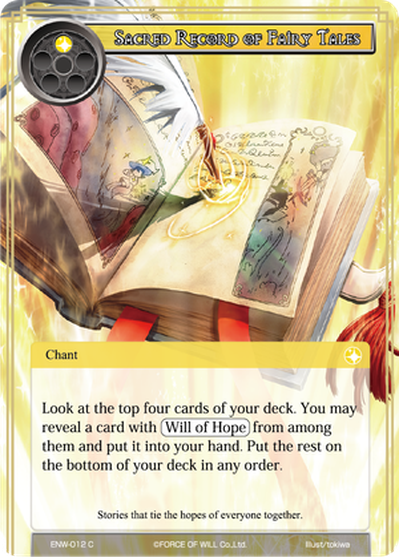 Sacred Record of Fairy Tales
Chant
Look at the top four cards of your deck. You may
reveal a card with Will of Hope from among
them and put it into your hand. Put the rest on
the bottom of your deck in any order.
Stories that tie the hopes of everyone together.
ENW-012 C ©FORCE OF WILL Co.,Ltd. Illust/tokiwa